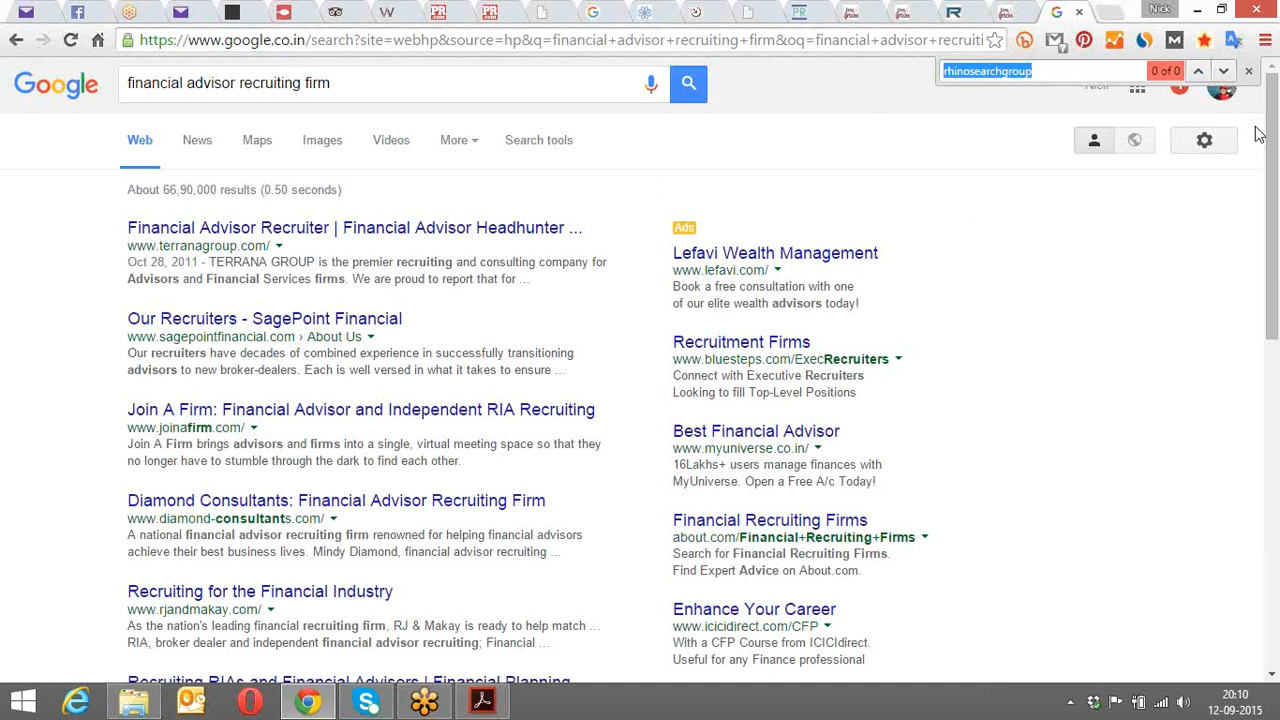 Nick
https://www.google.co.in/search?site=webhp&source=hp&q=financial+advisor+recruiting+firm&oq=financial+advisor+recruiti
rhinosearchgroup
0 of 0
Google
financial advisor recruiting firm
Nick
Web
News
Maps
Images
Videos
More
Search tools
About 66,90,000 results (0.50 seconds)
Financial Advisor Recruiter | Financial Advisor Headhunter ...
www.terranagroup.com/
Oct 28, 2011 - TERRANA GROUP is the premier recruiting and consulting company for
Advisors and Financial Services firms. We are proud to report that for ...
Our Recruiters - SagePoint Financial
www.sagepointfinancial.com › About Us
Our recruiters have decades of combined experience in successfully transitioning
advisors to new broker-dealers. Each is well versed in what it takes to ensure ...
Join A Firm: Financial Advisor and Independent RIA Recruiting
www.joinafirm.com/
Join A Firm brings advisors and firms into a single, virtual meeting space so that they
no longer have to stumble through the dark to find each other.
Diamond Consultants: Financial Advisor Recruiting Firm
www.diamond-consultants.com/
A national financial advisor recruiting firm renowned for helping financial advisors
achieve their best business lives. Mindy Diamond, financial advisor recruiting ...
Recruiting for the Financial Industry
www.rjandmakay.com/
As the nation's leading financial recruiting firm, RJ & Makay is ready to help match ...
RIA, broker dealer and independent financial advisor recruiting; Financial ...
Recruiting RIAs and Financial Advisors | Financial Planning
Ads
Lefavi Wealth Management
www.lefavi.com/
Book a free consultation with one
of our elite wealth advisors today!
Recruitment Firms
www.bluesteps.com/ExecRecruiters
Connect with Executive Recruiters
Looking to fill Top-Level Positions
Best Financial Advisor
www.myuniverse.co.in/
16Lakhs+ users manage finances with
MyUniverse. Open a Free A/c Today!
Financial Recruiting Firms
about.com/Financial+Recruiting+Firms
Search for Financial Recruiting Firms.
Find Expert Advice on About.com.
Enhance Your Career
www.icicidirect.com/CFP
With a CFP Course from ICICIdirect.
Useful for any Finance professional
20:10
12-09-2015